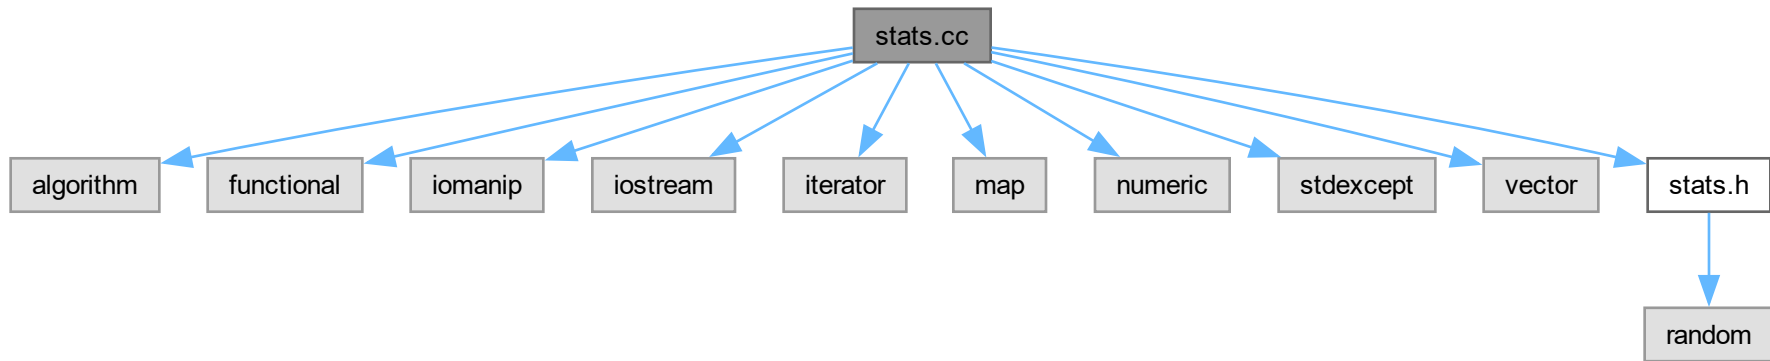 stats.cc
algorithm
functional
iomanip
iostream
iterator
map
numeric
stdexcept
vector
stats.h
random